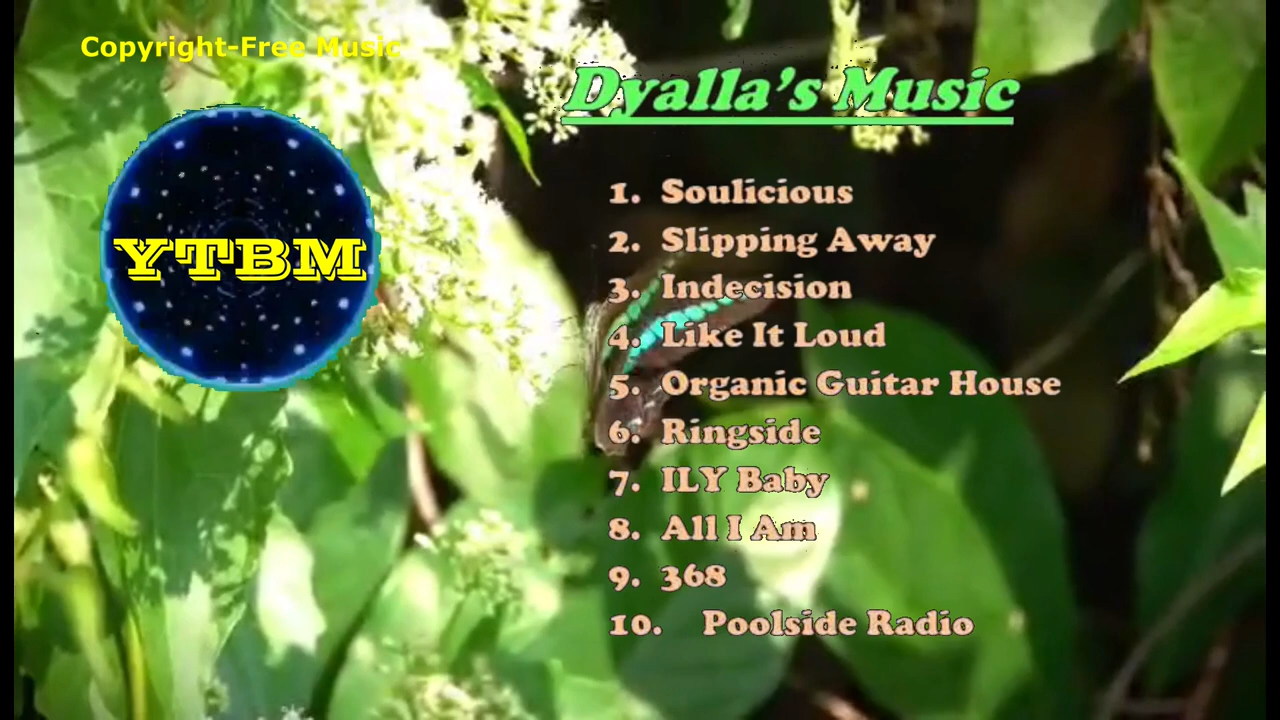 Copyright-Free Music
Dyalla's Music
YTBM
1. Soulicious
2. Slipping Away
3. Indecision
4. Like It Loud
5. Organic Guitar House
6. Ringside
7. ILY Baby
8. All I Am
9. 368
10. Poolside Radio